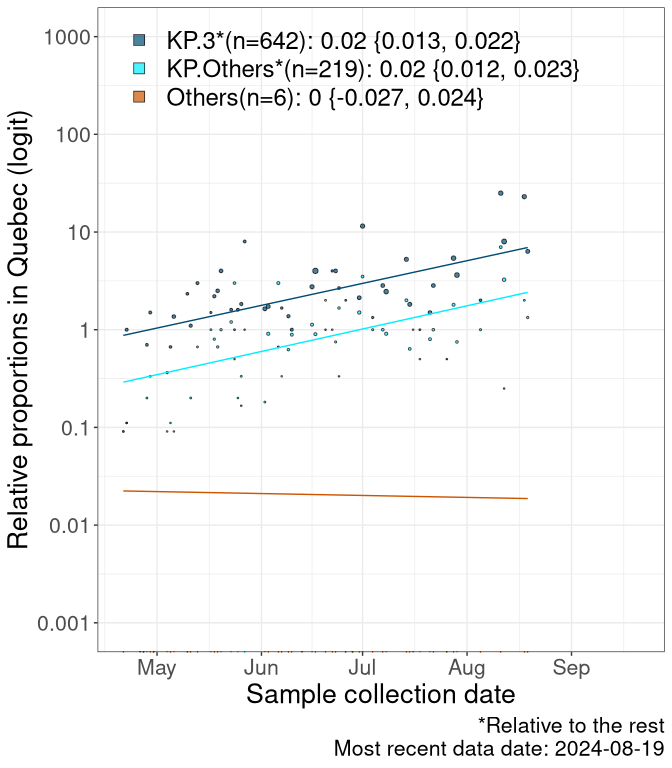 KP.3*(n=642): 0.02 {0.013, 0.022}
KP.Others*(n=219): 0.02 {0.012, 0.023}
Others(n=6): 0 {-0.027, 0.024}
Relative proportions in Quebec (logit)
1000
100
10
1
0.1
0.01
0.001
May Jun Jul Aug Sep
Sample collection date
*Relative to the rest
Most recent data date: 2024-08-19